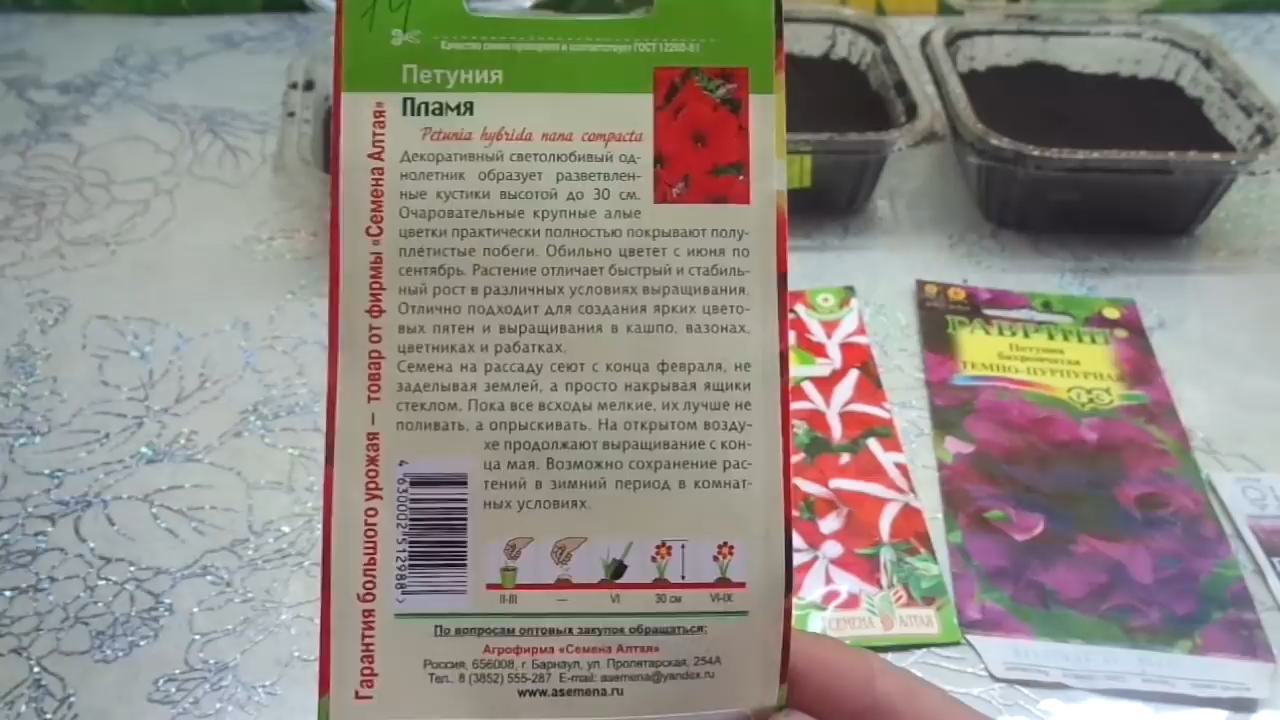 14
Качество семян проверено и соответствует ГОСТ 12260-81
Петуния
Пламя
Petunia hybrida nana compacta
Декоративный светолюбивый од-
нолетник образует разветвлен-
ные кустики высотой до 30 см.
Очаровательные крупные алые
цветки практически полностью покрывают полу-
плетистые побеги. Обильно цветет с июня по
сентябрь. Растение отличает быстрый и стабиль-
ный рост в различных условиях выращивания.
Отлично подходит для создания ярких цвето-
вых пятен и выращивания в кашпо, вазонах,
цветниках и рабатках.
Семена на рассаду сеют с конца февраля, не
заделывая землей, а просто накрывая ящики
стеклом. Пока все всходы мелкие, их лучше не
поливать, а опрыскивать. На открытом возду-
хе продолжают выращивание с кон-
ца мая. Возможно сохранение рас-
тений в зимний период в комнат-
ных условиях.
4 630002 512988 >
II-III — VI 30 см VI-IX
По вопросам оптовых закупок обращаться:
Агрофирма «Семена Алтая»
Россия, 656008, г. Барнаул, ул. Пролетарская, 254А
Тел.. 8 (3852) 555-287 E-mail: asemena@yandex.ru
www.asemena.ru
Гарантия большого урожая — товар от фирмы «Семена Алтая»
СЕМЕНА АЛТАЯ
ГАВРИШ
Петуния
бахромчатая
ТЕМНО-ПУРПУРНАЯ